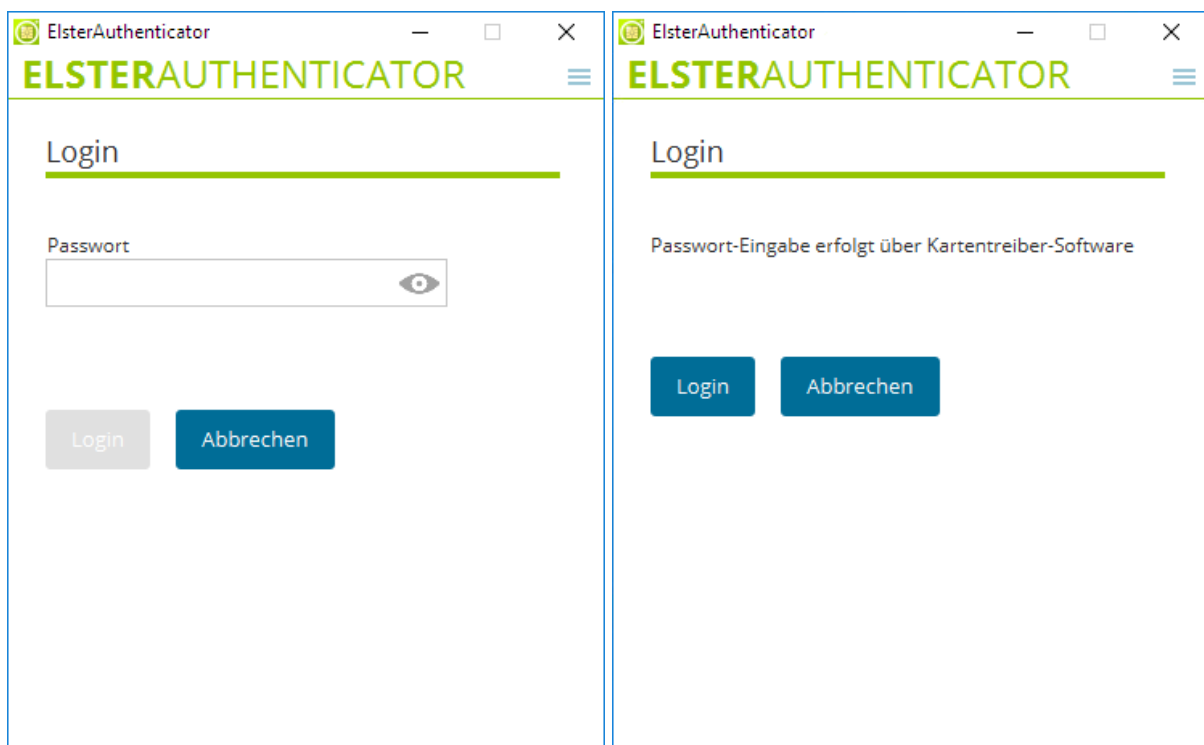 ElsterAuthenticator
ELSTERAUTHENTICATOR
Login
Passwort
Login
Abbrechen
ElsterAuthenticator
ELSTERAUTHENTICATOR
Login
Passwort-Eingabe erfolgt über Kartentreiber-Software
Login
Abbrechen